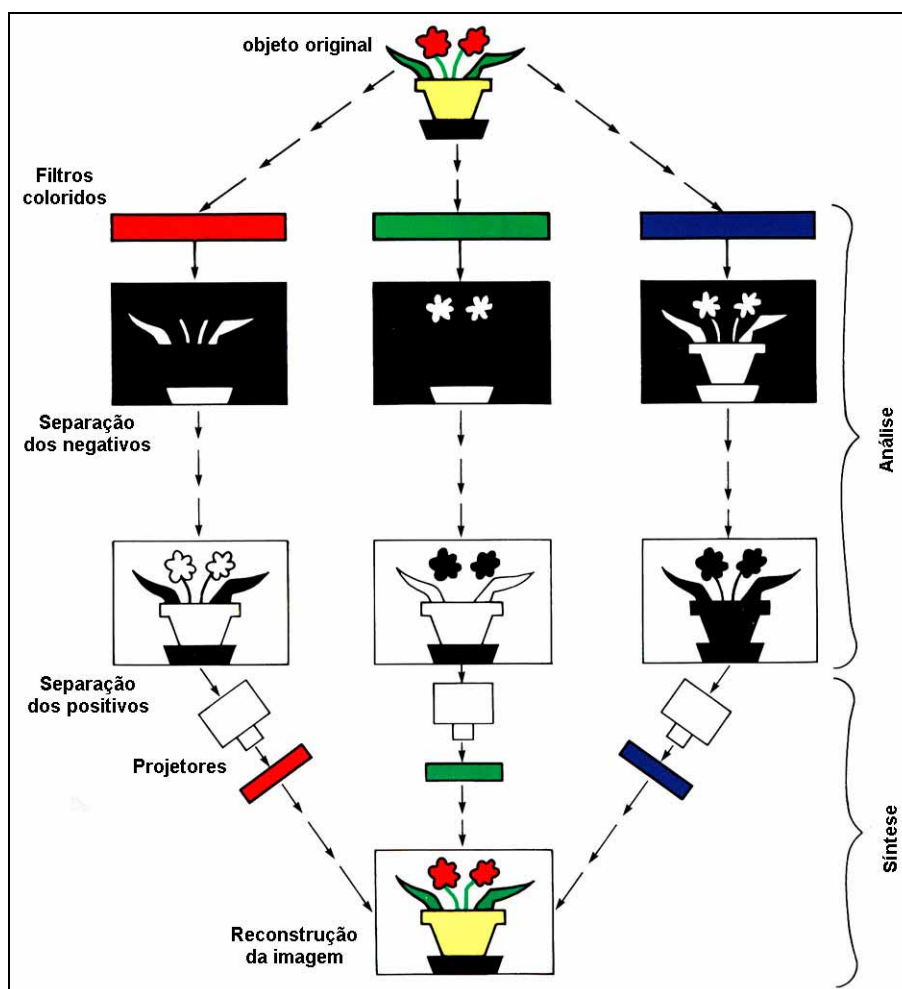 objeto original
Filtros
coloridos
Separação
dos negativos
Análise
Separação
dos positivos
Projetores
Síntese
Reconstrução
da imagem